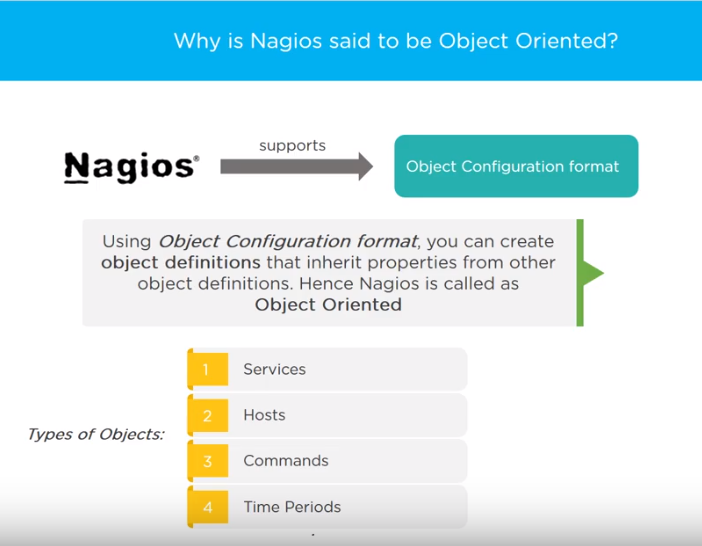 Why is Nagios said to be Object Oriented?
Nagios®
supports
Object Configuration format
Using Object Configuration format, you can create
object definitions that inherit properties from other
object definitions. Hence Nagios is called as
Object Oriented
Types of Objects:
1 Services
2 Hosts
3 Commands
4 Time Periods